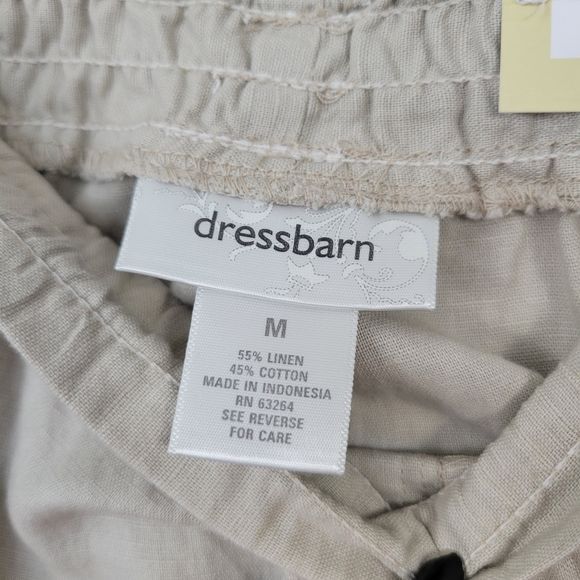 dressbarn
M
55% LINEN
45% COTTON
MADE IN INDONESIA
RN 63264
SEE REVERSE
FOR CARE